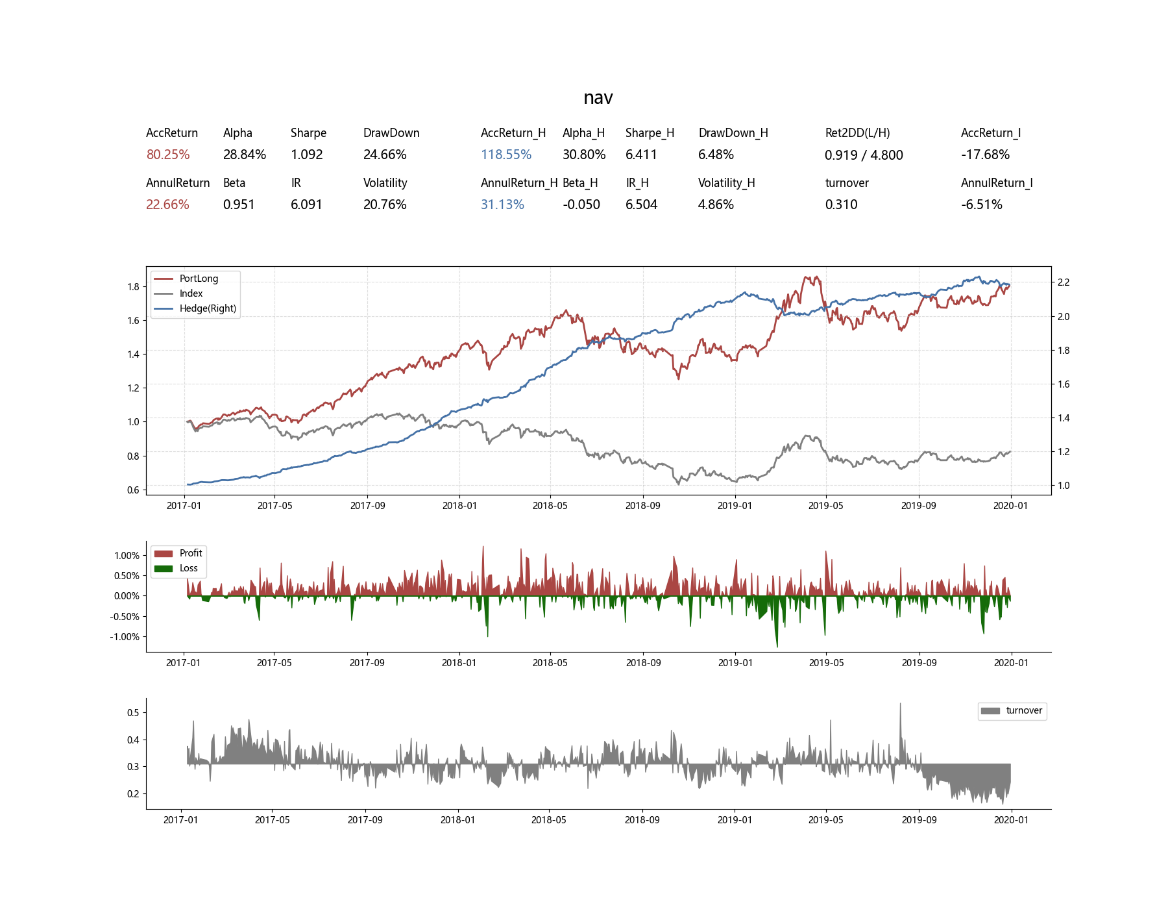 nav
AccReturn Alpha Sharpe DrawDown AccReturn_H Alpha_H Sharpe_H DrawDown_H Ret2DD(L/H) AccReturn_I
80.25% 28.84% 1.092 24.66% 118.55% 30.80% 6.411 6.48% 0.919 / 4.800 -17.68%
AnnulReturn Beta IR Volatility AnnulReturn_H Beta_H IR_H Volatility_H turnover AnnulReturn_I
22.66% 0.951 6.091 20.76% 31.13% -0.050 6.504 4.86% 0.310 -6.51%
PortLong
Index
Hedge(Right)
1.8
1.6
1.4
1.2
1.0
0.8
0.6
2.2
2.0
1.8
1.6
1.4
1.2
1.0
2017-01 2017-05 2017-09 2018-01 2018-05 2018-09 2019-01 2019-05 2019-09 2020-01
Profit
Loss
1.00%
0.50%
0.00%
-0.50%
-1.00%
2017-01 2017-05 2017-09 2018-01 2018-05 2018-09 2019-01 2019-05 2019-09 2020-01
turnover
0.5
0.4
0.3
0.2
2017-01 2017-05 2017-09 2018-01 2018-05 2018-09 2019-01 2019-05 2019-09 2020-01